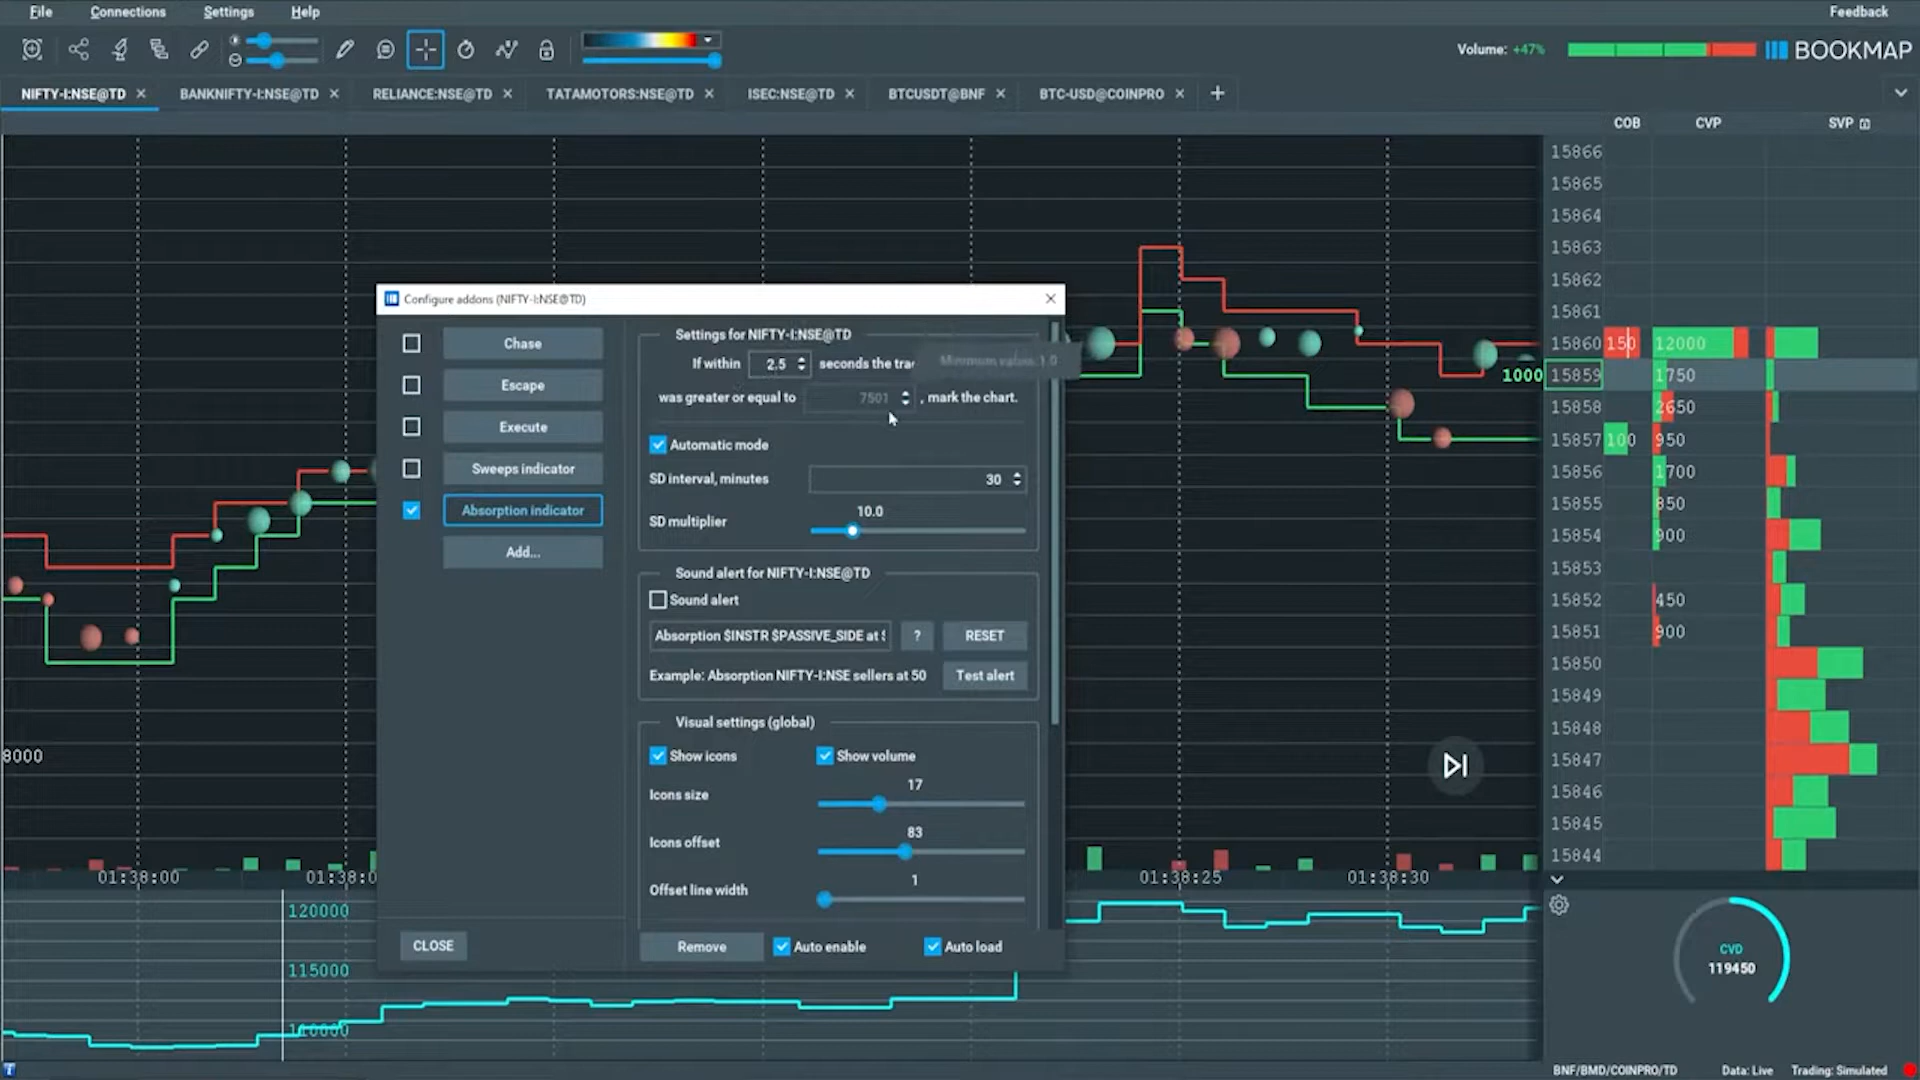 File Connections Settings Help Feedback
Volume: +47% BOOKMAP
NIFTY-I:NSE@TD BANKNIFTY-I:NSE@TD RELIANCE:NSE@TD TATAMOTORS:NSE@TD ISEC:NSE@TD BTCUSDT@BNF BTC-USD@COINPRO
COB CVP SVP
15866
15865
15864
15863
15862
15861
15860 150 12000
1000 15859 1750
15858 2650
15857 100 950
15856 1700
15855 850
15854 900
15853
15852 450
15851 900
15850
15849
15848
15847
15846
15845
15844
Configure addons (NIFTY-I:NSE@TD)
Chase
Escape
Execute
Sweeps indicator
Absorption indicator
Add...
CLOSE
Settings for NIFTY-I:NSE@TD
If within 2.5 seconds the trac
Minimum value: 1.0
was greater or equal to 7501 , mark the chart.
Automatic mode
SD interval, minutes 30
10.0
SD multiplier
Sound alert for NIFTY-I:NSE@TD
Sound alert
Absorption $INSTR $PASSIVE_SIDE at $ ? RESET
Example: Absorption NIFTY-I:NSE sellers at 50 Test alert
Visual settings (global)
Show icons Show volume
17
Icons size
83
Icons offset
1
Offset line width
Remove Auto enable Auto load
8000
01:38:00 01:38:0 01:38:25 01:38:30
120000
115000
110000
CVD
119450
BNF/BMD/COINPRO/TD Data: Live Trading: Simulated